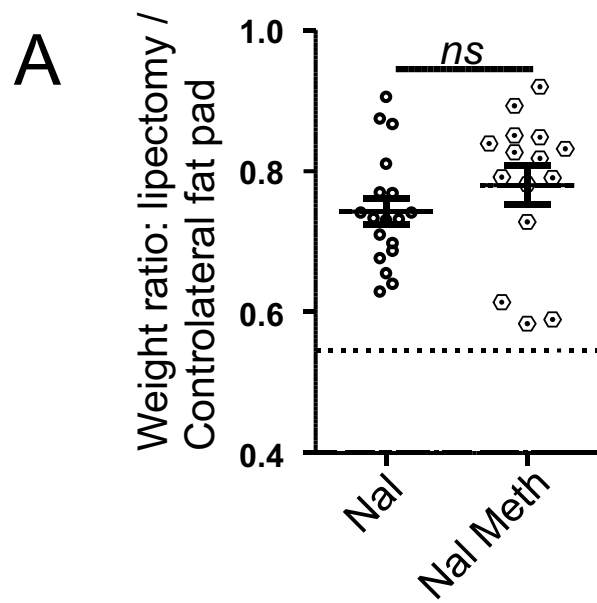 A
Weight ratio: lipectomy /
Controlateral fat pad
1.0
0.8
0.6
0.4
ns
Nal
Nal Meth